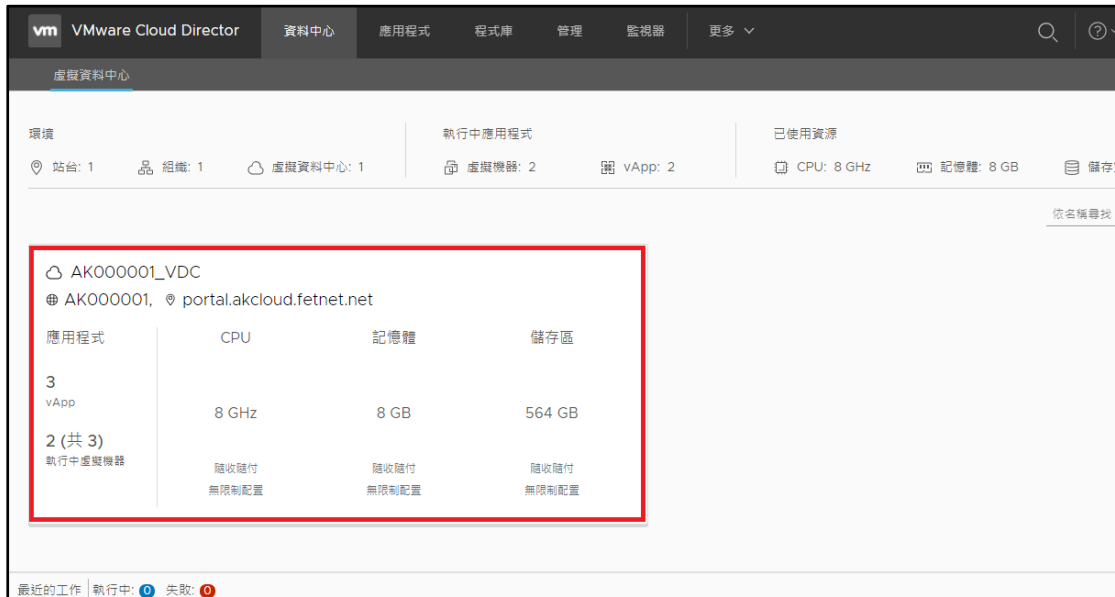 vm VMware Cloud Director 資料中心 應用程式 程式庫 管理 監視器 更多
虛擬資料中心
環境 執行中應用程式 已使用資源
站台: 1 組織: 1 虛擬資料中心: 1 虛擬機器: 2 vApp: 2 CPU: 8 GHz 記憶體: 8 GB 儲存
依名稱尋找
AK000001_VDC
AK000001, portal.akcloud.fetnet.net
應用程式 CPU 記憶體 儲存區
3
vApp
8 GHz 8 GB 564 GB
2 (共 3)
執行中虛擬機器
隨收隨付 隨收隨付 隨收隨付
無限制配置 無限制配置 無限制配置
最近的工作 執行中: 0 失敗: 0